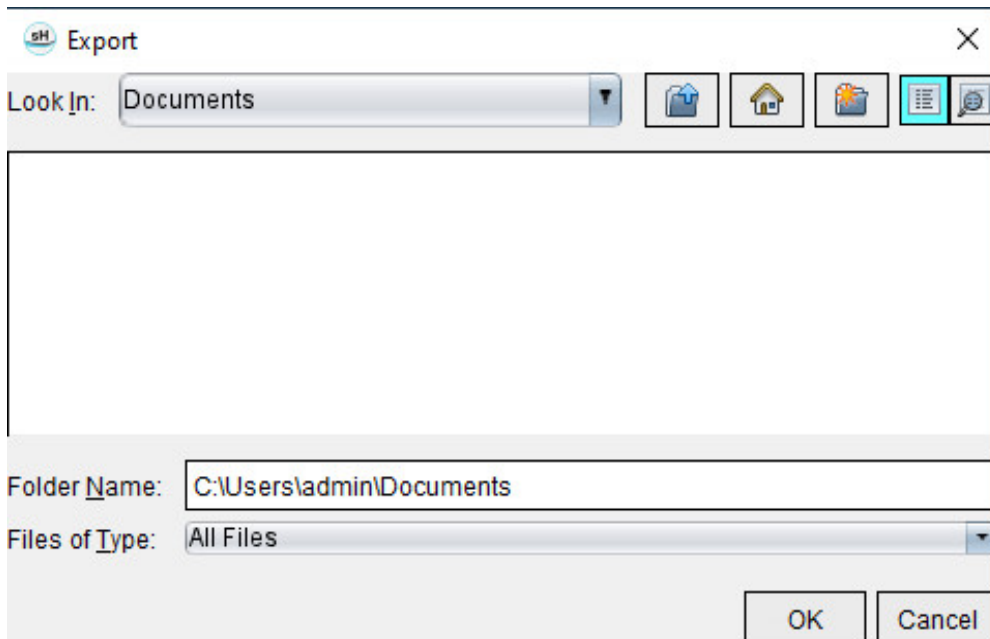 sH Export
Look In: Documents
Folder Name: C:\Users\admin\Documents
Files of Type: All Files
OK Cancel